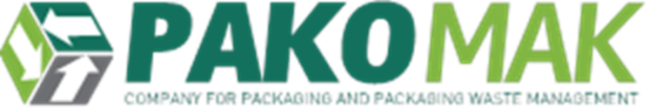 PAKOMAK
COMPANY FOR PACKAGING AND PACKAGING WASTE MANAGEMENT